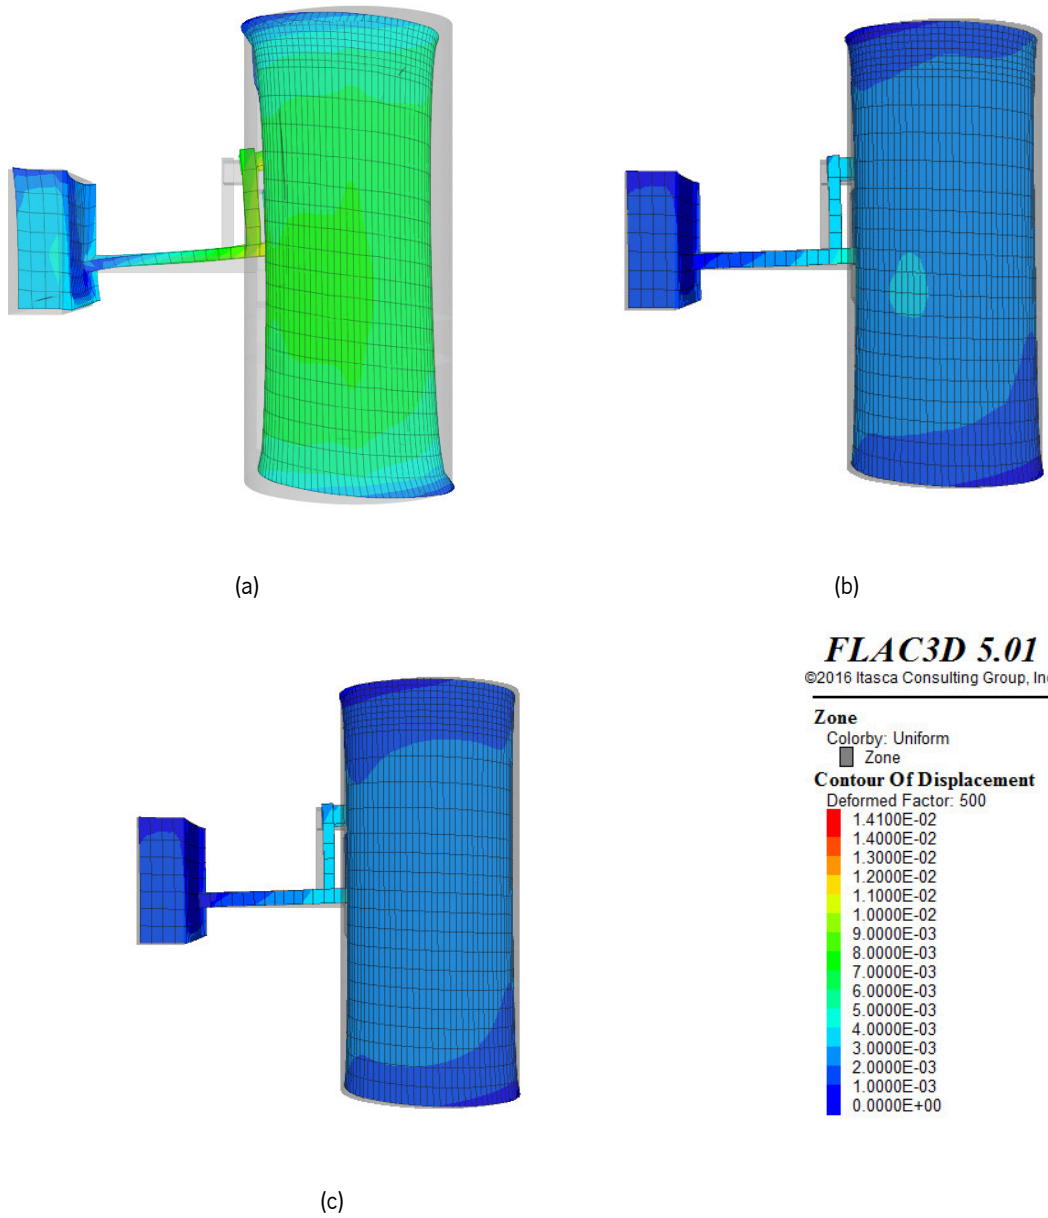 (a)
(b)
FLAC3D 5.01
©2016 Itasca Consulting Group, Inc
Zone
Colorby: Uniform
Zone
Contour Of Displacement
Deformed Factor: 500
1.4100E-02
1.4000E-02
1.3000E-02
1.2000E-02
1.1000E-02
1.0000E-02
9.0000E-03
8.0000E-03
7.0000E-03
6.0000E-03
5.0000E-03
4.0000E-03
3.0000E-03
2.0000E-03
1.0000E-03
0.0000E+00
(c)